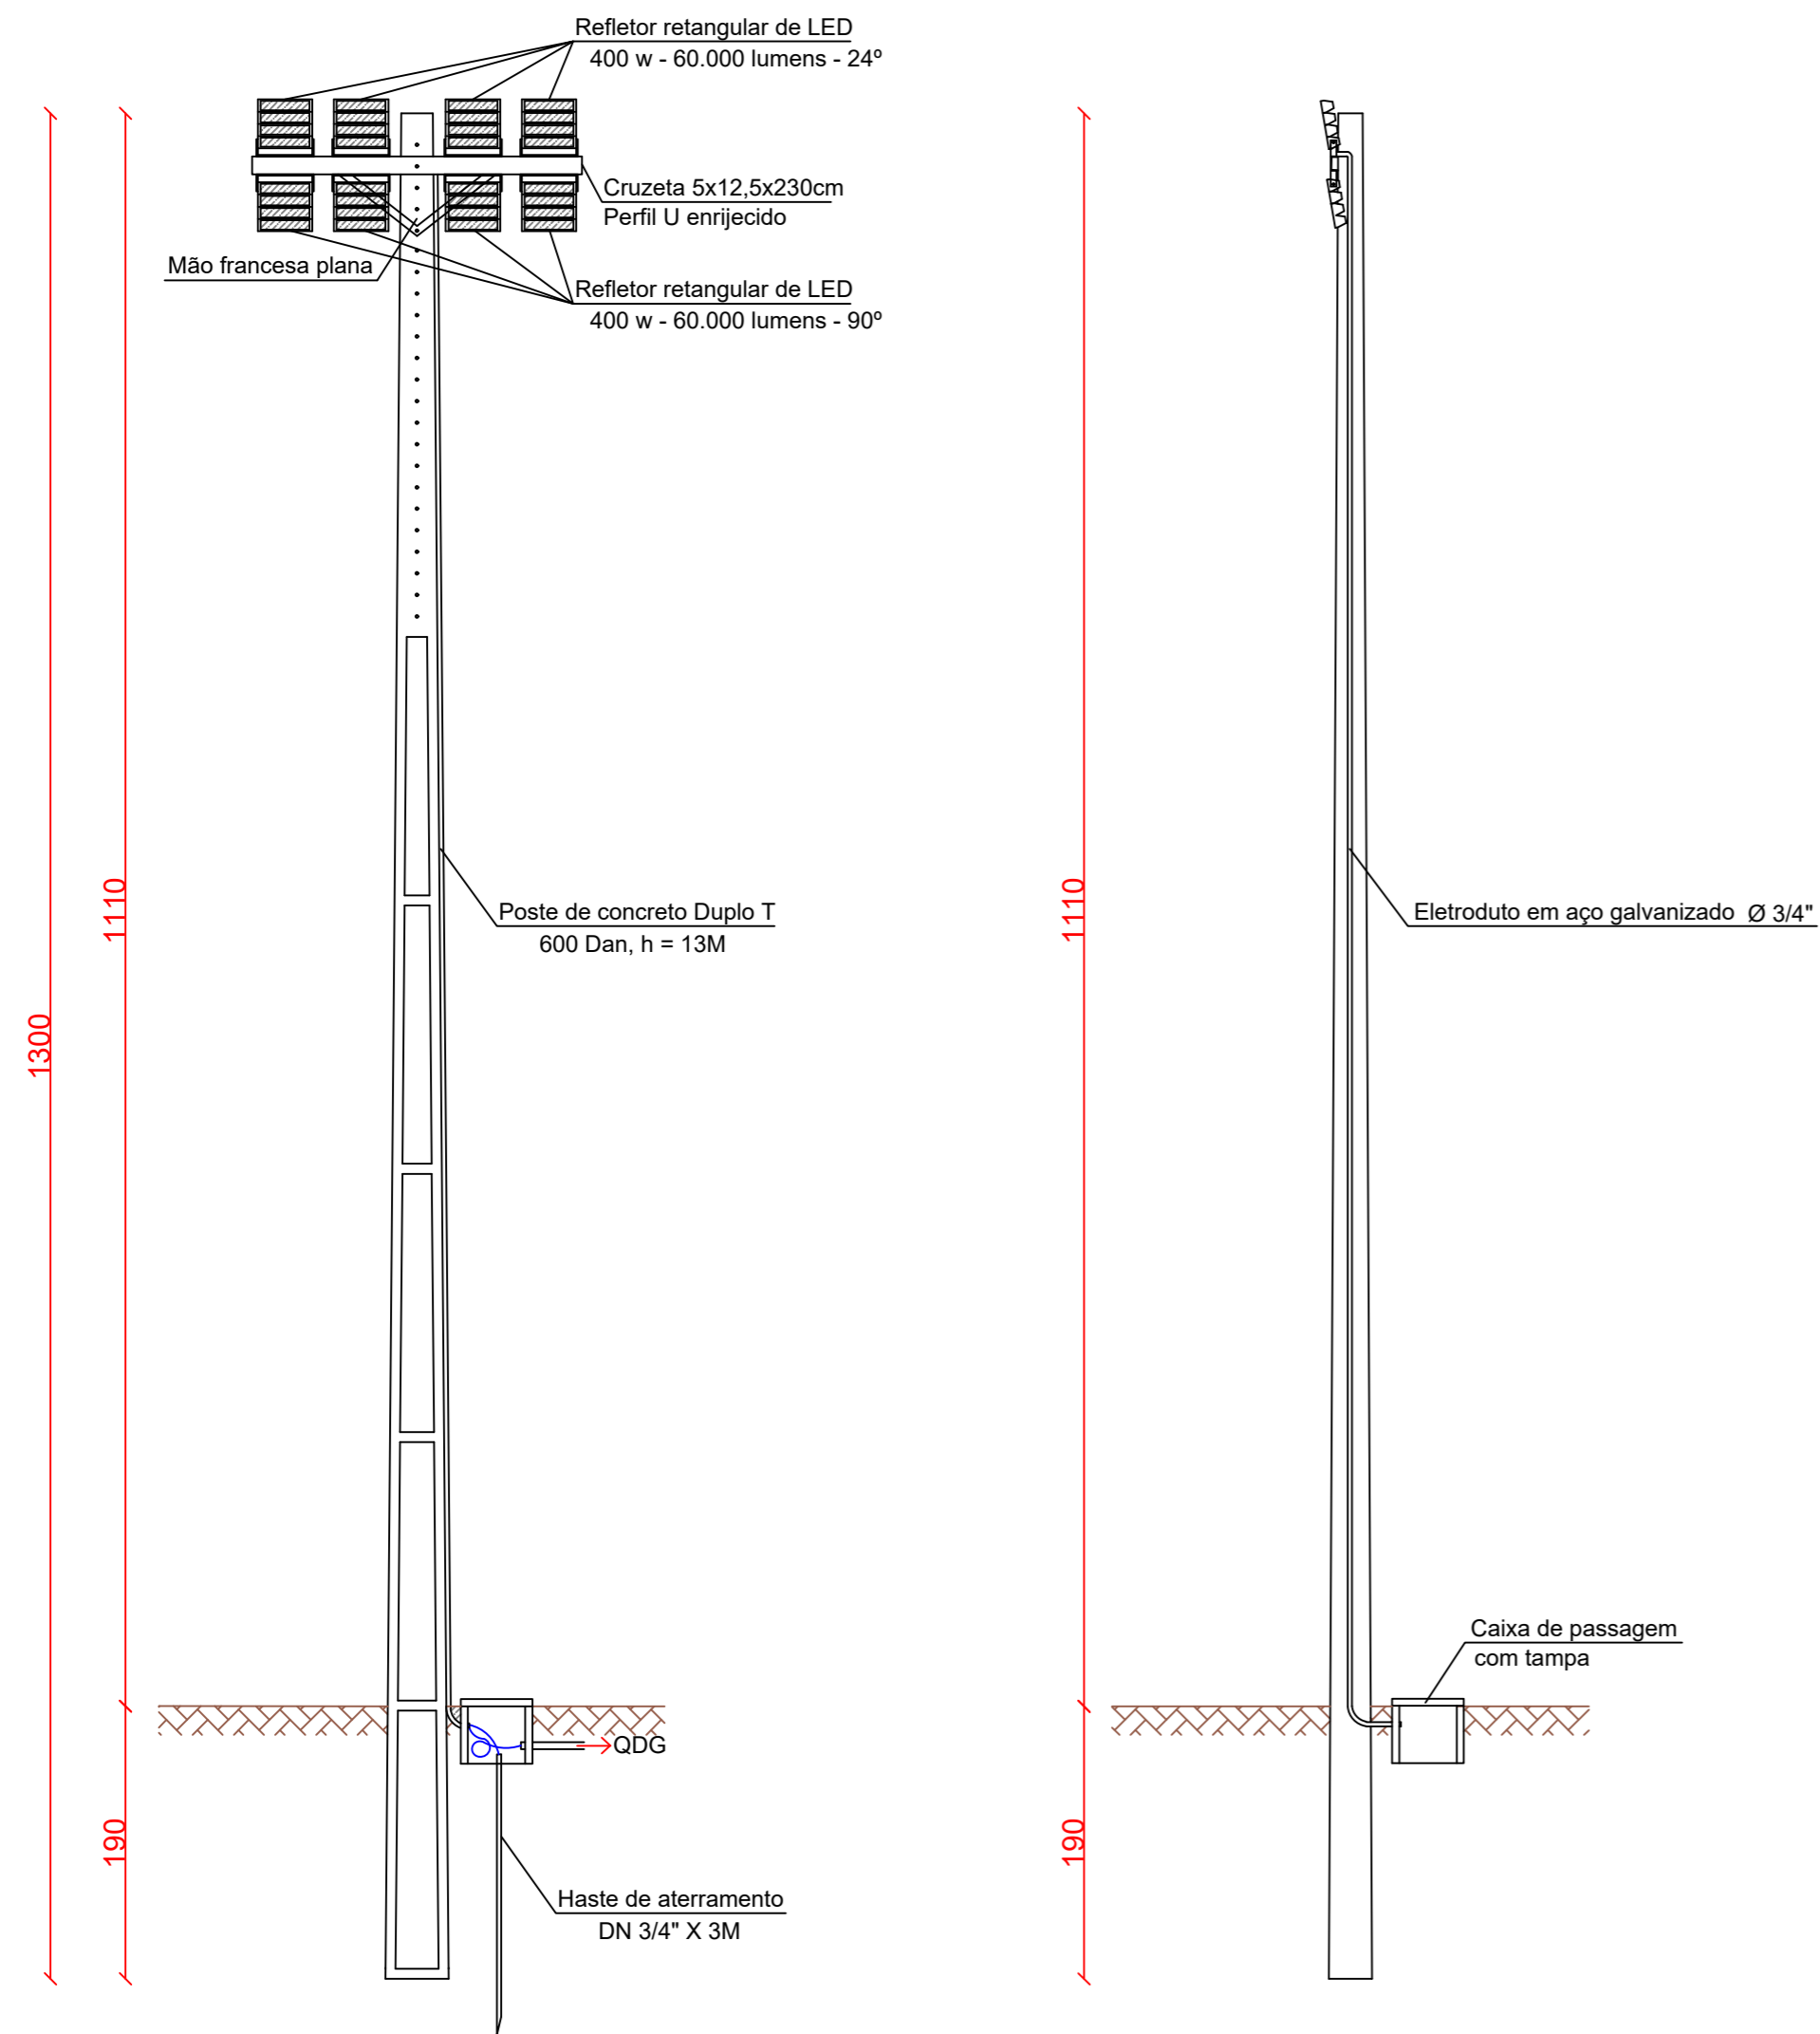 Refletor retangular de LED
400 w - 60.000 lumens - 24º
Cruzeta 5x12,5x230cm
Perfil U enrijecido
Mão francesa plana
Refletor retangular de LED
400 w - 60.000 lumens - 90º
1110
1110
Poste de concreto Duplo T
600 Dan, h = 13M
Eletroduto em aço galvanizado Ø 3/4"
1300
Caixa de passagem
com tampa
QDG
190
190
Haste de aterramento
DN 3/4" X 3M